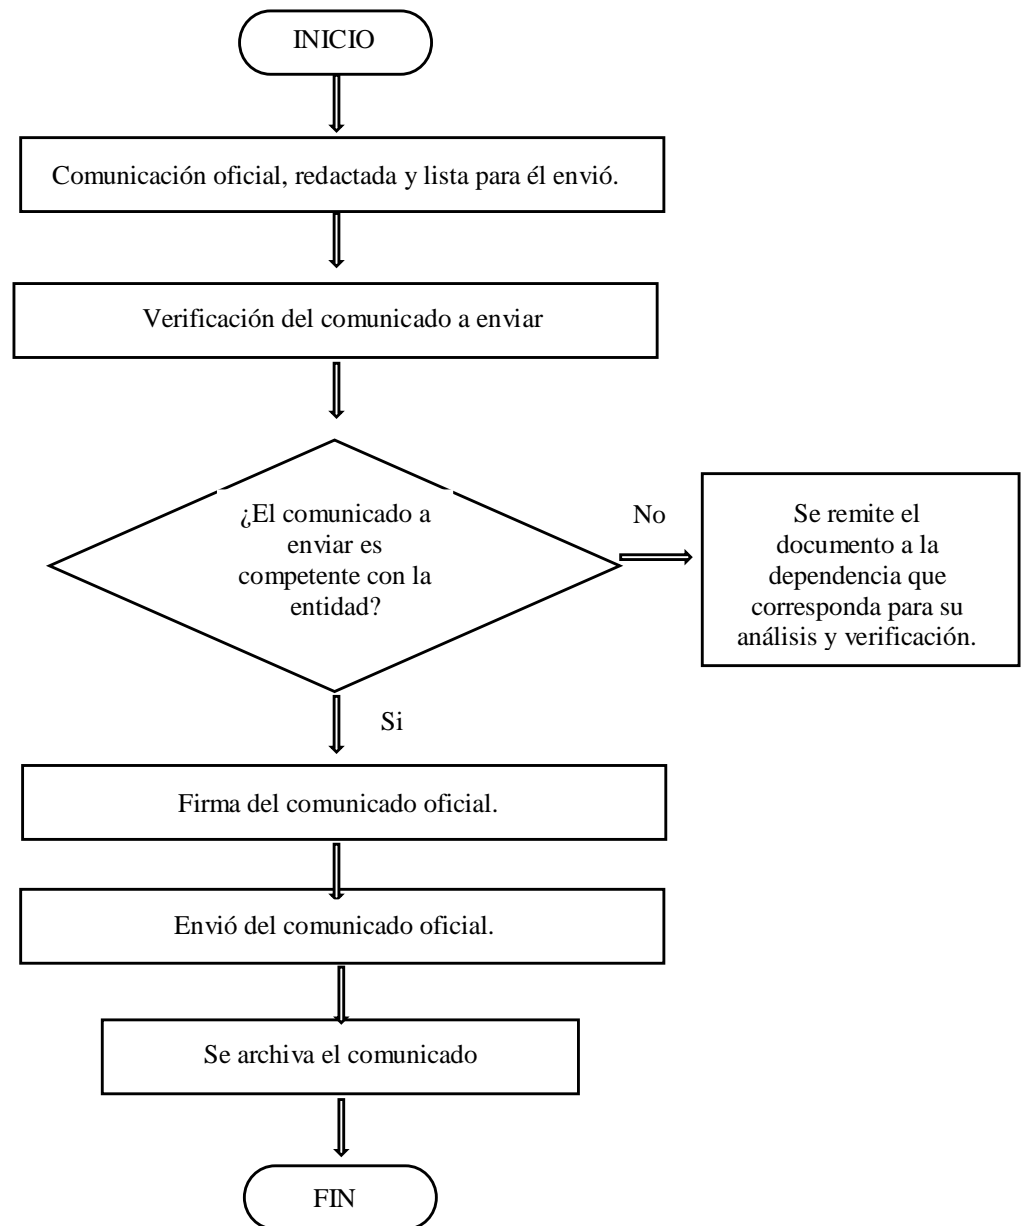 INICIO
Comunicación oficial, redactada y lista para él envió.
Verificación del comunicado a enviar
¿El comunicado a
enviar es
competente con la
entidad?
No
Se remite el
documento a la
dependencia que
corresponda para su
análisis y verificación.
Si
Firma del comunicado oficial.
Envió del comunicado oficial.
Se archiva el comunicado
FIN